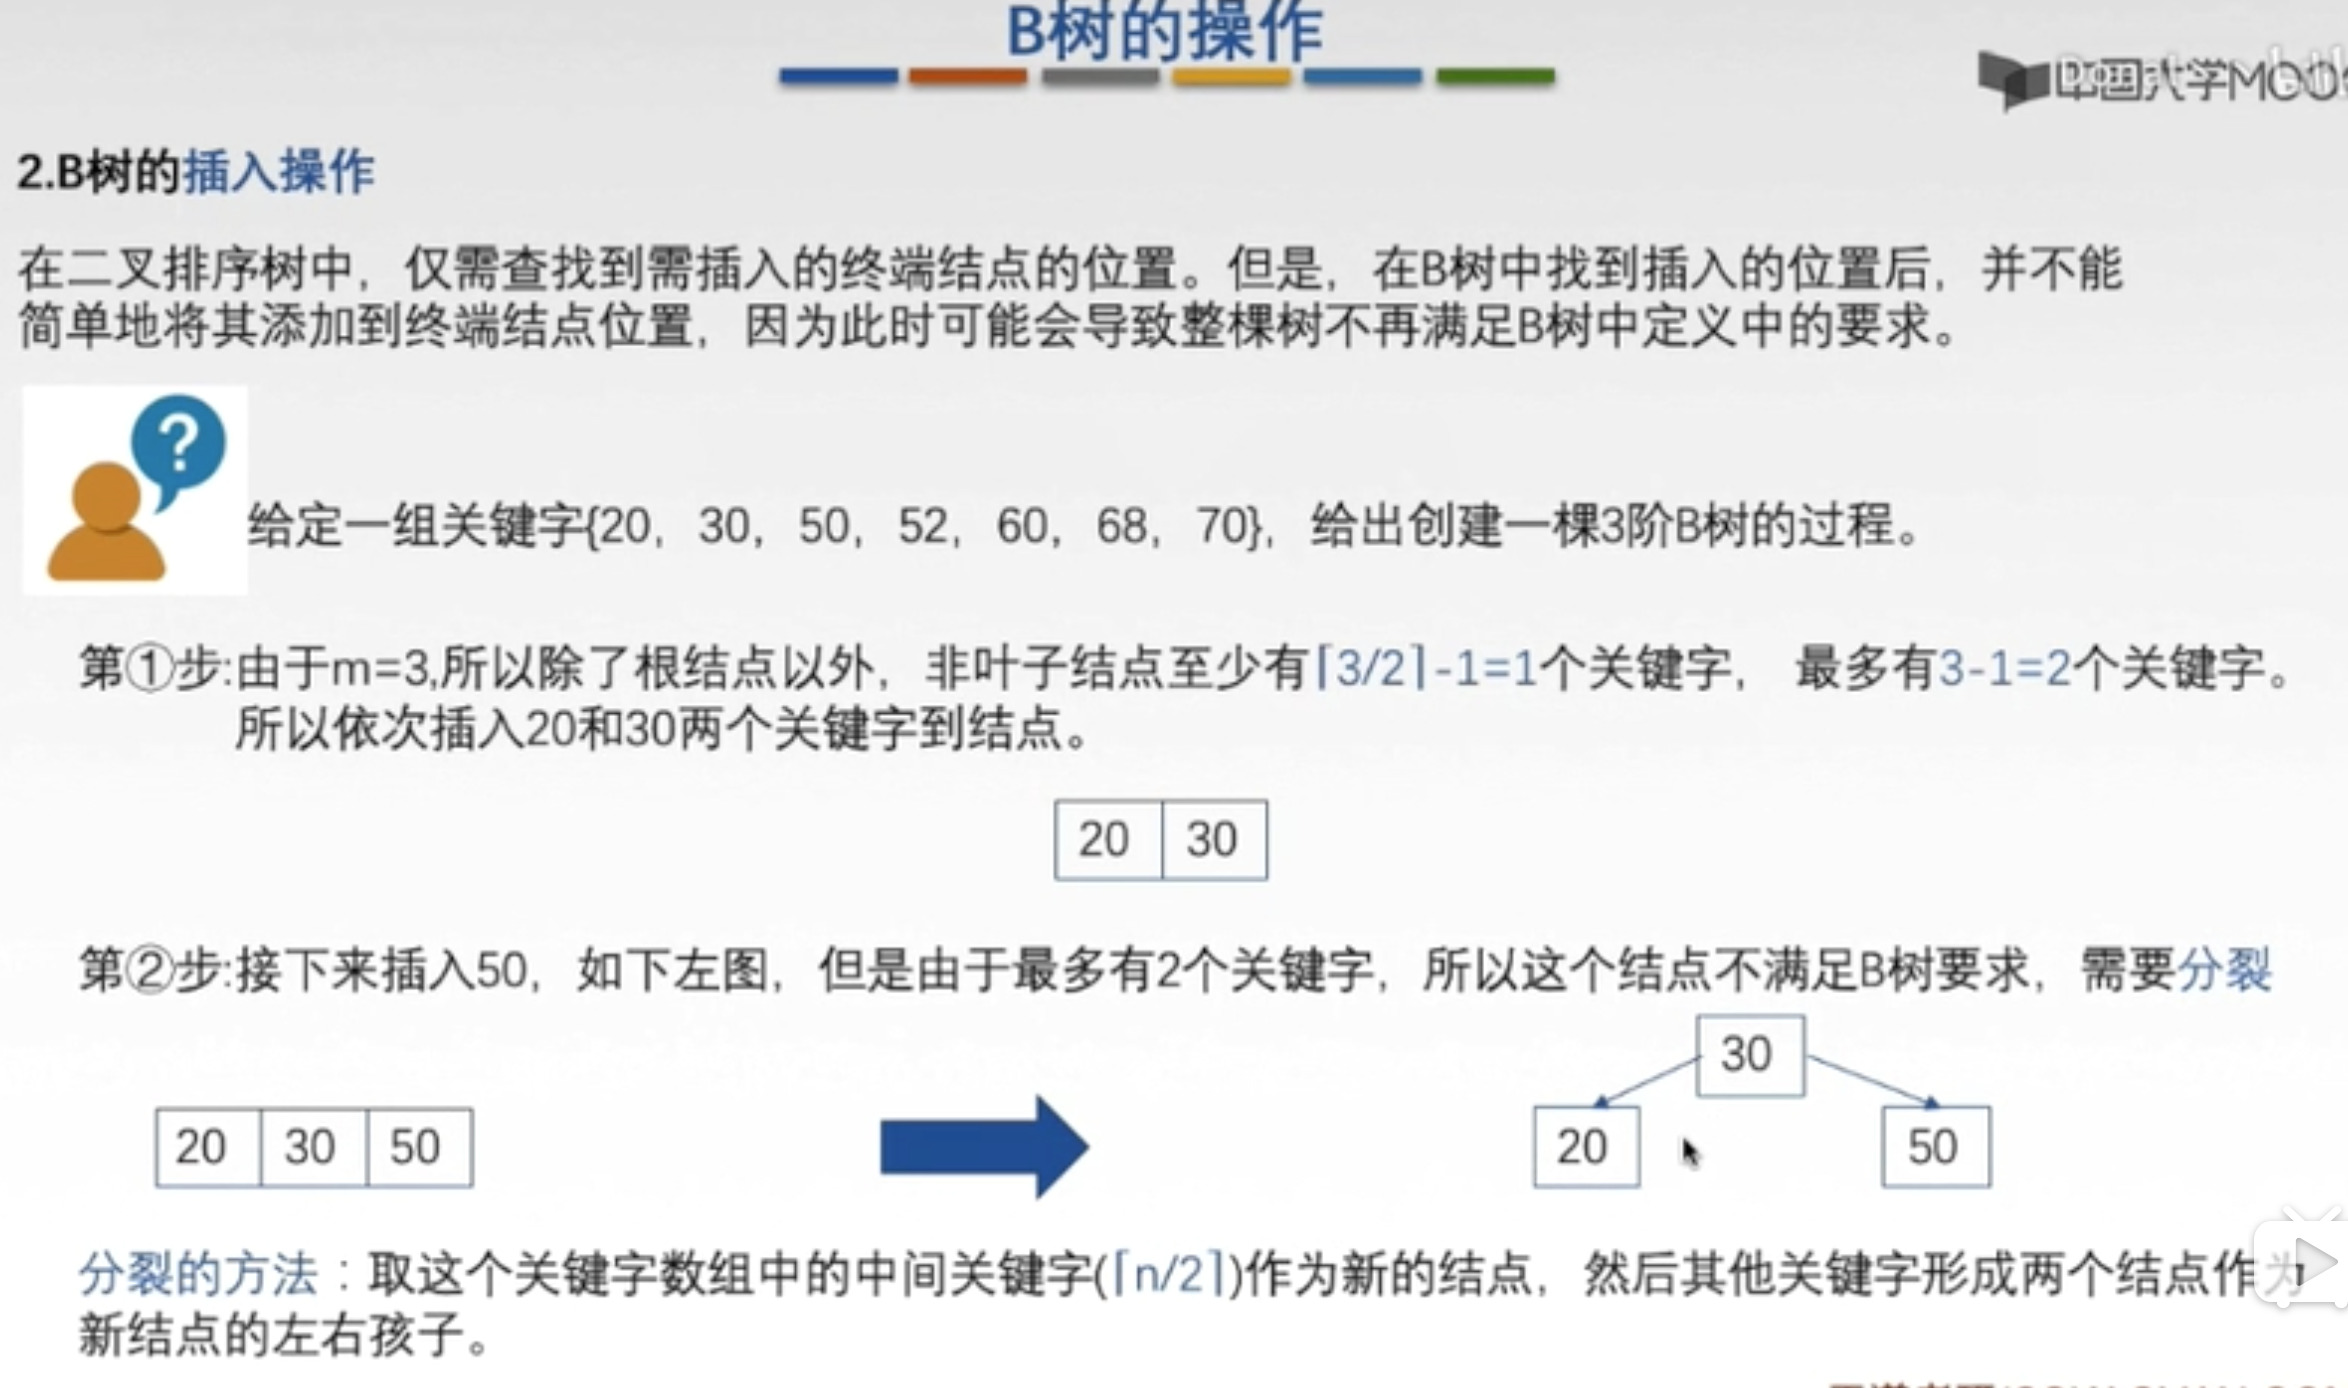 B树的操作
中国大学MOO
2.B树的插入操作
在二叉排序树中，仅需查找到需插入的终端结点的位置。但是，在B树中找到插入的位置后，并不能
简单地将其添加到终端结点位置，因为此时可能会导致整棵树不再满足B树中定义中的要求。
?
给定一组关键字{20，30，50，52，60，68，70}，给出创建一棵3阶B树的过程。
第①步:由于m=3,所以除了根结点以外，非叶子结点至少有⌈3/2⌉-1=1个关键字， 最多有3-1=2个关键字。
所以依次插入20和30两个关键字到结点。
20 30
第②步:接下来插入50，如下左图，但是由于最多有2个关键字，所以这个结点不满足B树要求，需要分裂
30
20 30 50
20 50
分裂的方法：取这个关键字数组中的中间关键字(⌈n/2⌉)作为新的结点，然后其他关键字形成两个结点作为
新结点的左右孩子。